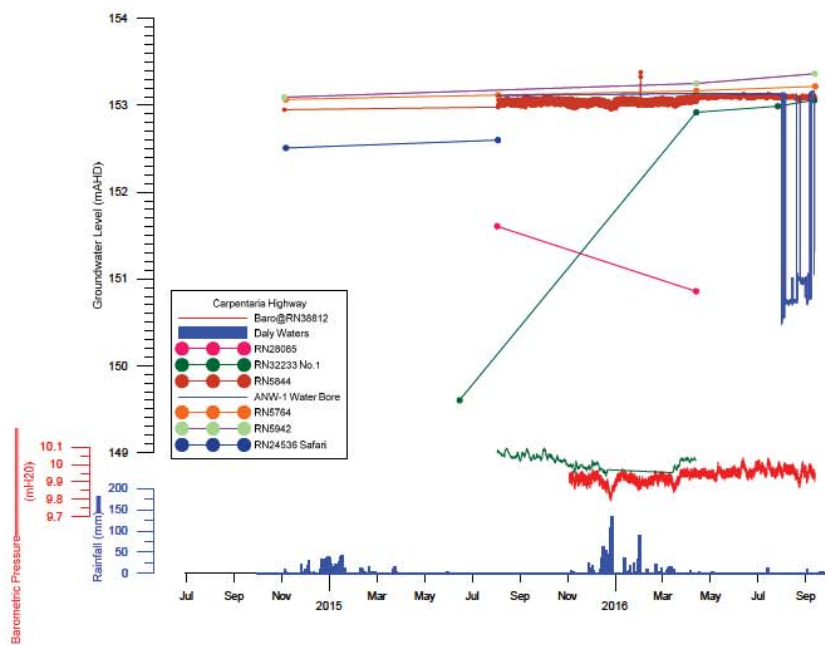 154
153
152
151
150
149
Groundwater Level (mAHD)
Carpentaria Highway
Baro@RN38812
Daly Waters
RN28085
RN32233 No.1
RN5844
ANW-1 Water Bore
RN5764
RN5942
RN24536 Safari
10.1
10
9.9
9.8
9.7
Barometric Pressure
(mH20)
200
150
100
50
0
Rainfall (mm)
Jul Sep Nov 2015 Mar May Jul Sep Nov 2016 Mar May Jul Sep